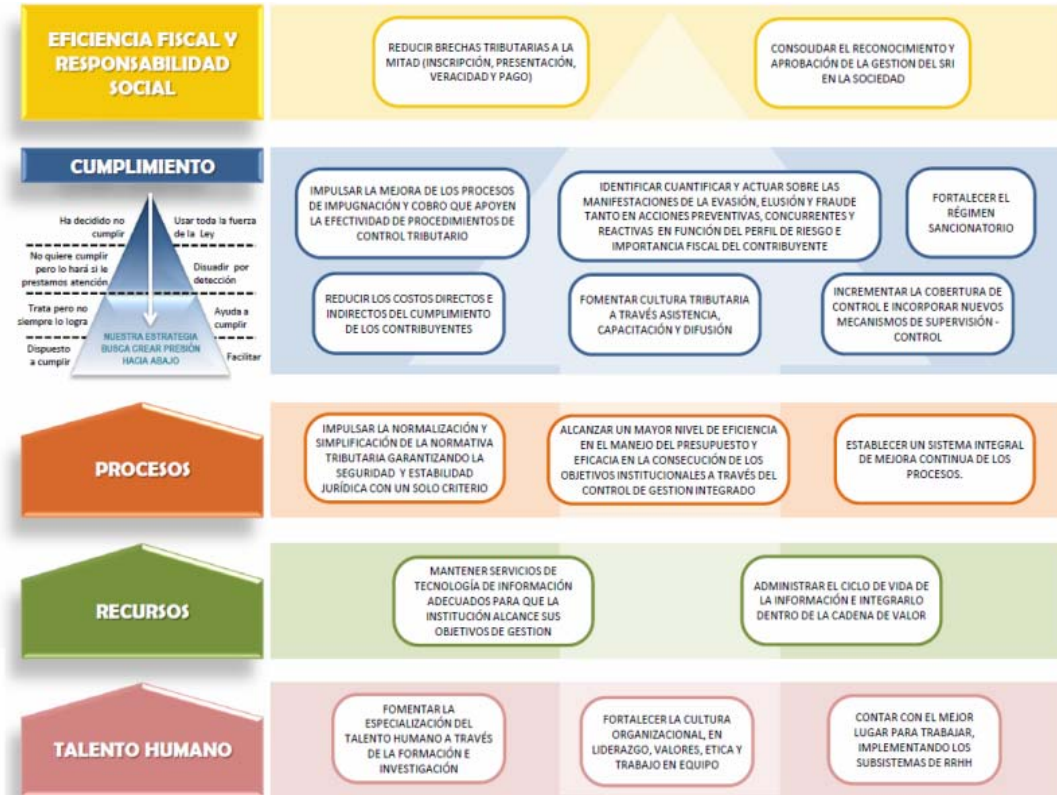 EFICIENCIA FISCAL Y
RESPONSABILIDAD
SOCIAL
REDUCIR BRECHAS TRIBUTARIAS A LA
MITAD (INSCRIPCIÓN, PRESENTACIÓN,
VERACIDAD Y PAGO)
CONSOLIDAR EL RECONOCIMIENTO Y
APROBACIÓN DE LA GESTION DEL SRI
EN LA SOCIEDAD
CUMPLIMIENTO
Ha decidido no
cumplir
Usar toda la fuerza
de la Ley
No quiere cumplir
pero lo hará si le
prestamos atención
Disuadir por
detección
Trata pero no
siempre lo logra
Ayuda a
cumplir
Dispuesto
a cumplir
Facilitar
NUESTRA ESTRATEGIA
BUSCA CREAR PRESIÓN
HACIA ABAJO
IMPULSAR LA MEJORA DE LOS PROCESOS
DE IMPUGNACIÓN Y COBRO QUE APOYEN
LA EFECTIVIDAD DE PROCEDIMIENTOS DE
CONTROL TRIBUTARIO
IDENTIFICAR CUANTIFICAR Y ACTUAR SOBRE LAS
MANIFESTACIONES DE LA EVASIÓN, ELUSIÓN Y FRAUDE
TANTO EN ACCIONES PREVENTIVAS, CONCURRENTES Y
REACTIVAS EN FUNCIÓN DEL PERFIL DE RIESGO E
IMPORTANCIA FISCAL DEL CONTRIBUYENTE
FORTALECER EL
RÉGIMEN
SANCIONATORIO
REDUCIR LOS COSTOS DIRECTOS E
INDIRECTOS DEL CUMPLIMIENTO
DE LOS CONTRIBUYENTES
FOMENTAR CULTURA TRIBUTARIA
A TRAVÉS ASISTENCIA,
CAPACITACIÓN Y DIFUSIÓN
INCREMENTAR LA COBERTURA DE
CONTROL E INCORPORAR NUEVOS
MECANISMOS DE SUPERVISIÓN -
CONTROL
PROCESOS
IMPULSAR LA NORMALIZACIÓN Y
SIMPLIFICACIÓN DE LA NORMATIVA
TRIBUTARIA GARANTIZANDO LA
SEGURIDAD Y ESTABILIDAD
JURÍDICA CON UN SOLO CRITERIO
ALCANZAR UN MAYOR NIVEL DE EFICIENCIA
EN EL MANEJO DEL PRESUPUESTO Y
EFICACIA EN LA CONSECUCIÓN DE LOS
OBJETIVOS INSTITUCIONALES A TRAVÉS DEL
CONTROL DE GESTION INTEGRADO
ESTABLECER UN SISTEMA INTEGRAL
DE MEJORA CONTINUA DE LOS
PROCESOS.
RECURSOS
MANTENER SERVICIOS DE
TECNOLOGÍA DE INFORMACIÓN
ADECUADOS PARA QUE LA
INSTITUCIÓN ALCANCE SUS
OBJETIVOS DE GESTION
ADMINISTRAR EL CICLO DE VIDA DE
LA INFORMACIÓN E INTEGRARLO
DENTRO DE LA CADENA DE VALOR
TALENTO HUMANO
FOMENTAR LA
ESPECIALIZACIÓN DEL
TALENTO HUMANO A TRAVÉS
DE LA FORMACIÓN E
INVESTIGACIÓN
FORTALECER LA CULTURA
ORGANIZACIONAL, EN
LIDERAZGO, VALORES, ETICA Y
TRABAJO EN EQUIPO
CONTAR CON EL MEJOR
LUGAR PARA TRABAJAR,
IMPLEMENTANDO LOS
SUBSISTEMAS DE RRHH